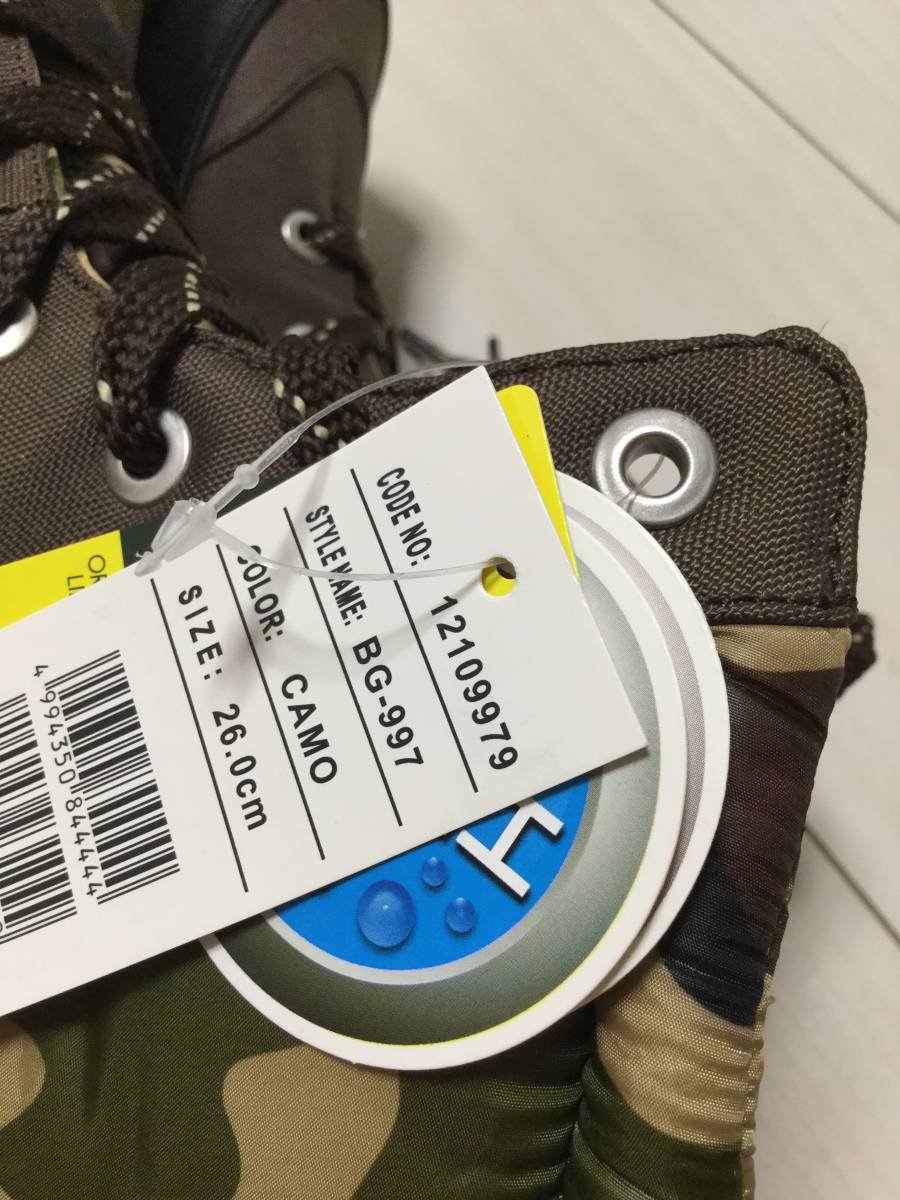 CODE NO: 12109979
STYLE NAME: BG-997
COLOR: CAMO
SIZE: 26.0cm
4 994350 844444